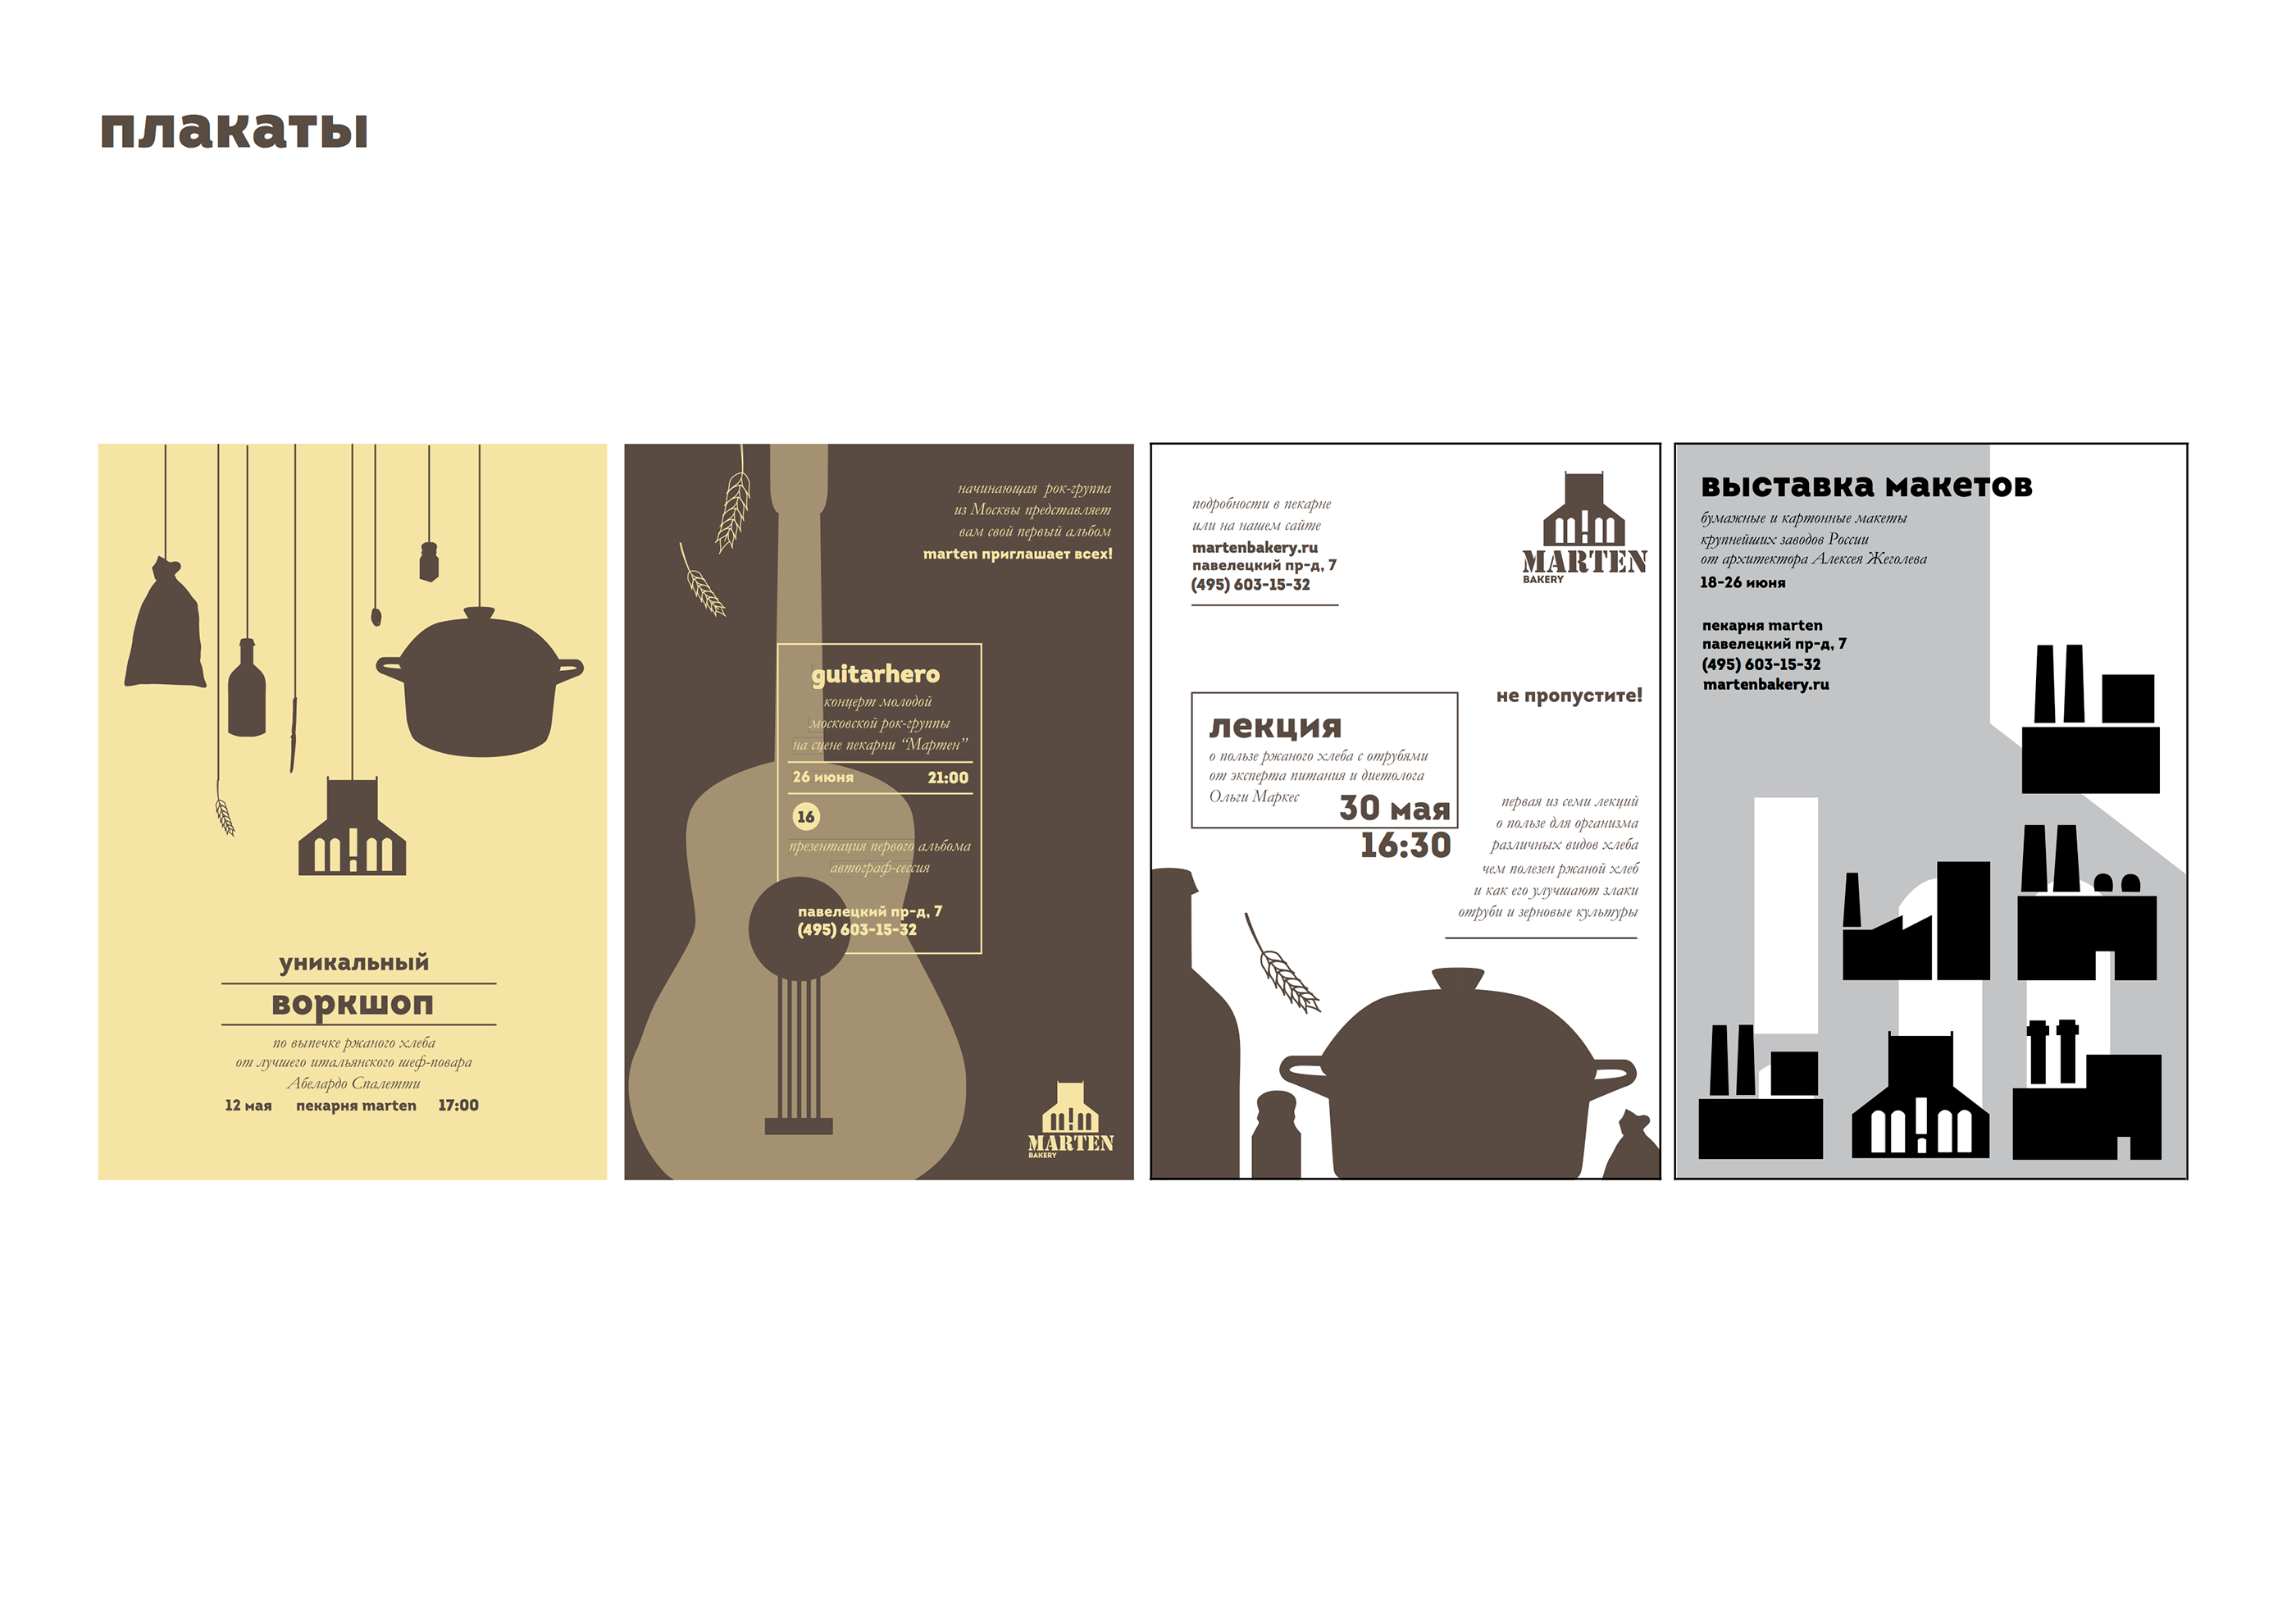 плакаты
уникальный
воркшоп
по выпечке ржаного хлеба
от лучшего итальянского шеф-повара
Абелардо Спалетти
12 мая пекарня marten 17:00
начинающая рок-группа
из Москвы представляет
вам свой первый альбом
marten приглашает всех!
guitarhero
концерт молодой
московской рок-группы
на сцене пекарни “Мартен”
26 июня 21:00
16
презентация первого альбома
автограф-сессия
павелецкий пр-д, 7
(495) 603-15-32
MARTEN
BAKERY
подробности в пекарне
или на нашем сайте
martenbakery.ru
павелецкий пр-д, 7
(495) 603-15-32
MARTEN
BAKERY
не пропустите!
лекция
о пользе ржаного хлеба с отрубями
от эксперта питания и диетолога
Ольги Маркес
30 мая
16:30
первая из семи лекций
о пользе для организма
различных видов хлеба
чем полезен ржаной хлеб
и как его улучшают злаки
отруби и зерновые культуры
выставка макетов
бумажные и картонные макеты
крупнейших заводов России
от архитектора Алексея Жеголева
18-26 июня
пекарня marten
павелецкий пр-д, 7
(495) 603-15-32
martenbakery.ru